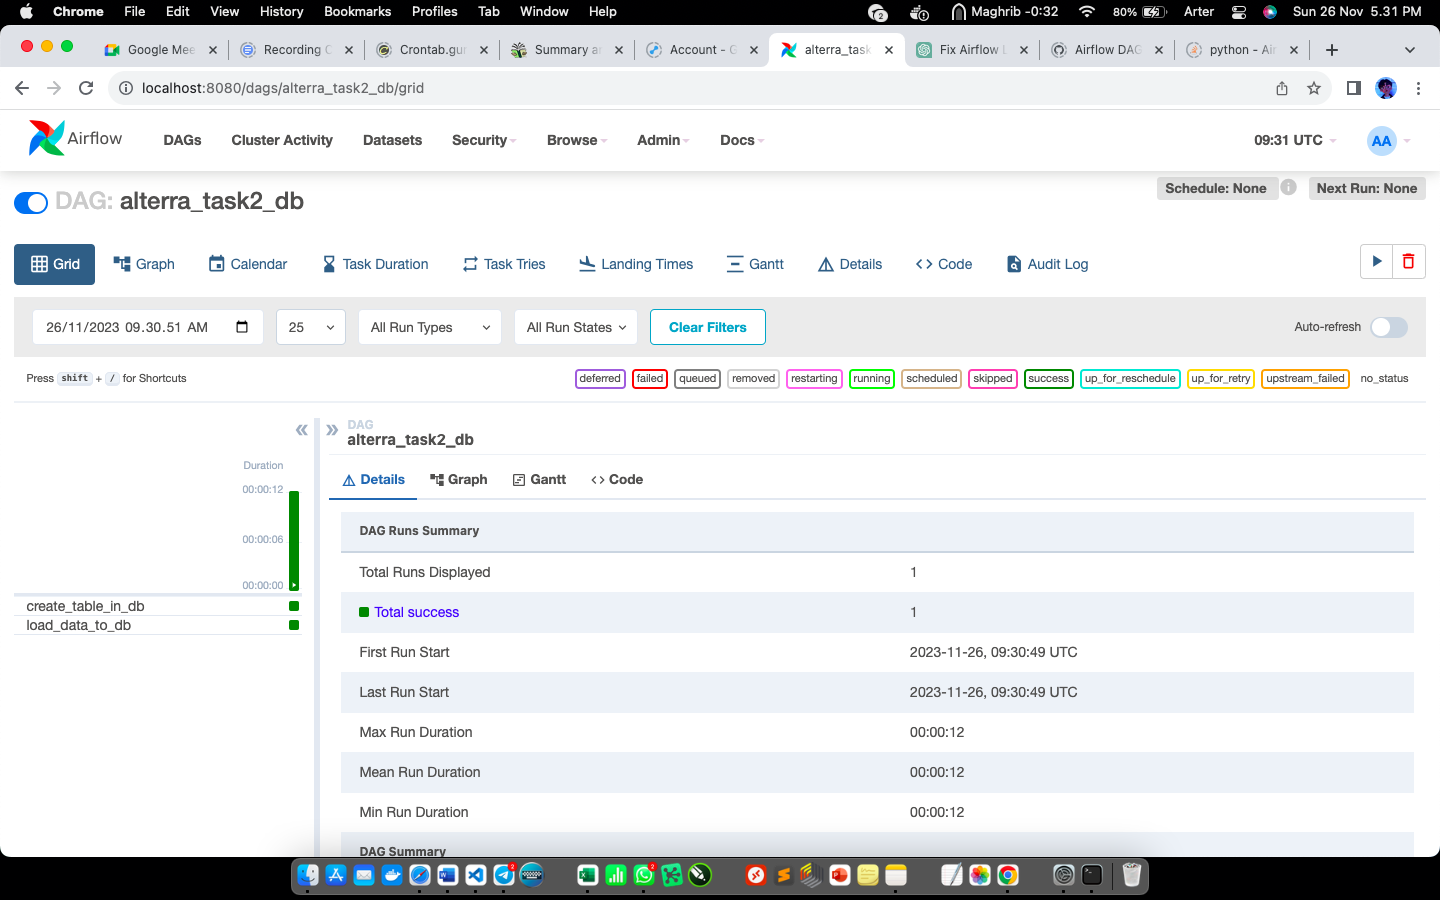 Chrome File Edit View History Bookmarks Profiles Tab Window Help 2 Maghrib -0:32 80% Arter Sun 26 Nov 5.31 PM
Google Mee Recording C Crontab.gur Summary an Account - G alterra_task Fix Airflow L Airflow DAG python - Air
localhost:8080/dags/alterra_task2_db/grid
Airflow DAGs Cluster Activity Datasets Security Browse Admin Docs 09:31 UTC AA
DAG: alterra_task2_db Schedule: None i Next Run: None
Grid Graph Calendar Task Duration Task Tries Landing Times Gantt Details Code Audit Log
26/11/2023 09.30.51 AM 25 All Run Types All Run States Clear Filters Auto-refresh
Press shift + / for Shortcuts deferred failed queued removed restarting running scheduled skipped success up_for_reschedule up_for_retry upstream_failed no_status
DAG
alterra_task2_db
Duration
00:00:12
00:00:06
00:00:00
create_table_in_db
load_data_to_db
Details Graph Gantt Code
DAG Runs Summary
Total Runs Displayed 1
Total success 1
First Run Start 2023-11-26, 09:30:49 UTC
Last Run Start 2023-11-26, 09:30:49 UTC
Max Run Duration 00:00:12
Mean Run Duration 00:00:12
Min Run Duration 00:00:12
DAG Summary
2 2